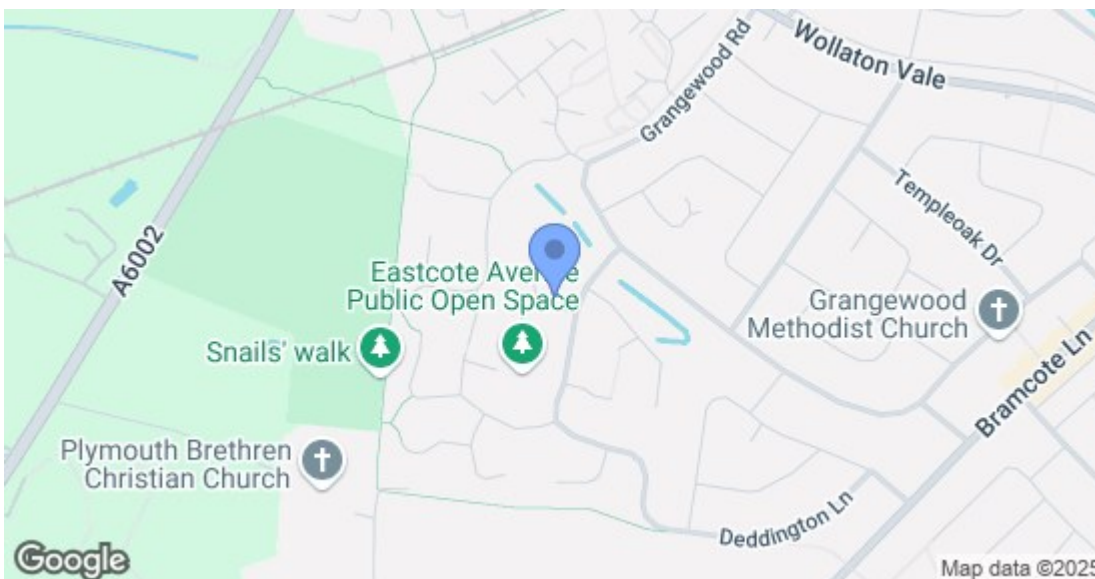 Wollaton Vale
Grangewood Rd
Templeoak Dr
A6002
Eastcote Avenue
Public Open Space
Grangewood
Methodist Church
Snails' walk
Bramcote Ln
Plymouth Brethren
Christian Church
Deddington Ln
Google
Map data ©2025